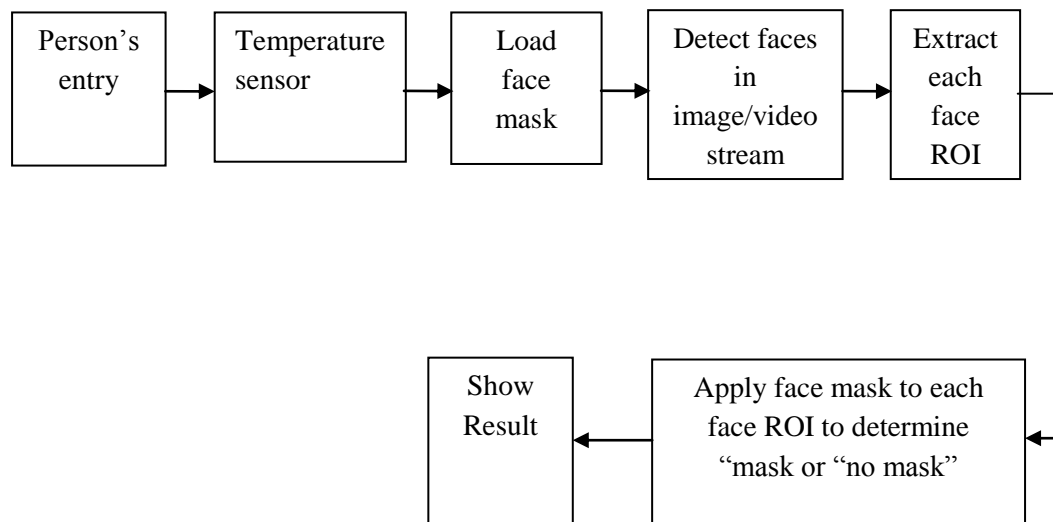 Person’s
entry
Temperature
sensor
Load
face
mask
Detect faces
in
image/video
stream
Extract
each
face
ROI
Show
Result
Apply face mask to each
face ROI to determine
“mask or “no mask”